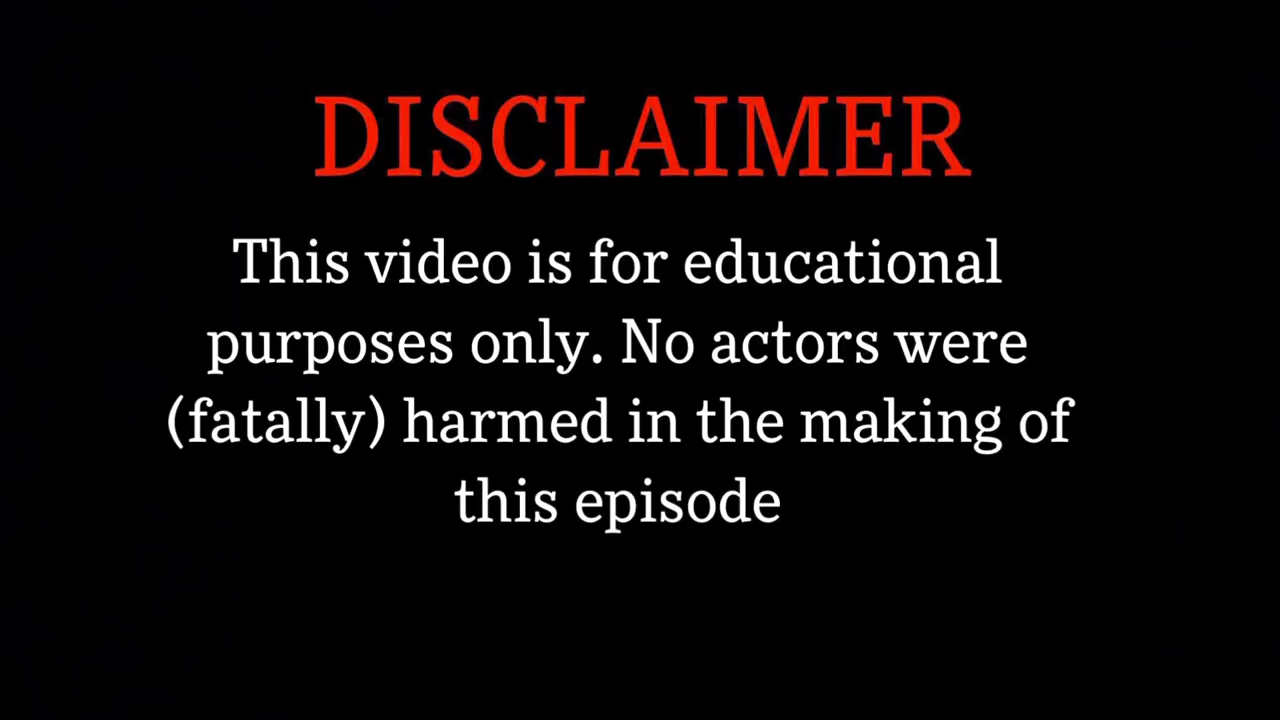 DISCLAIMER
This video is for educational
purposes only. No actors were
(fatally) harmed in the making of
this episode